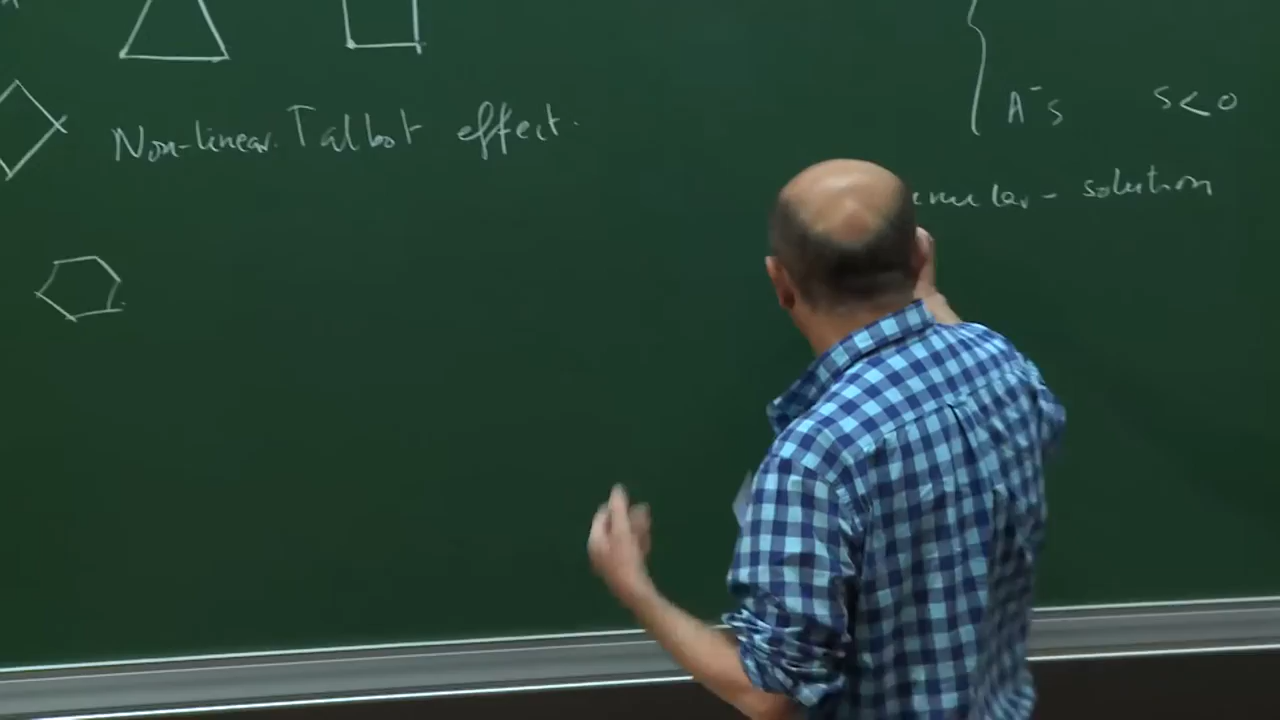 Non-linear Talbot effect.
A⁻s s<0
solution